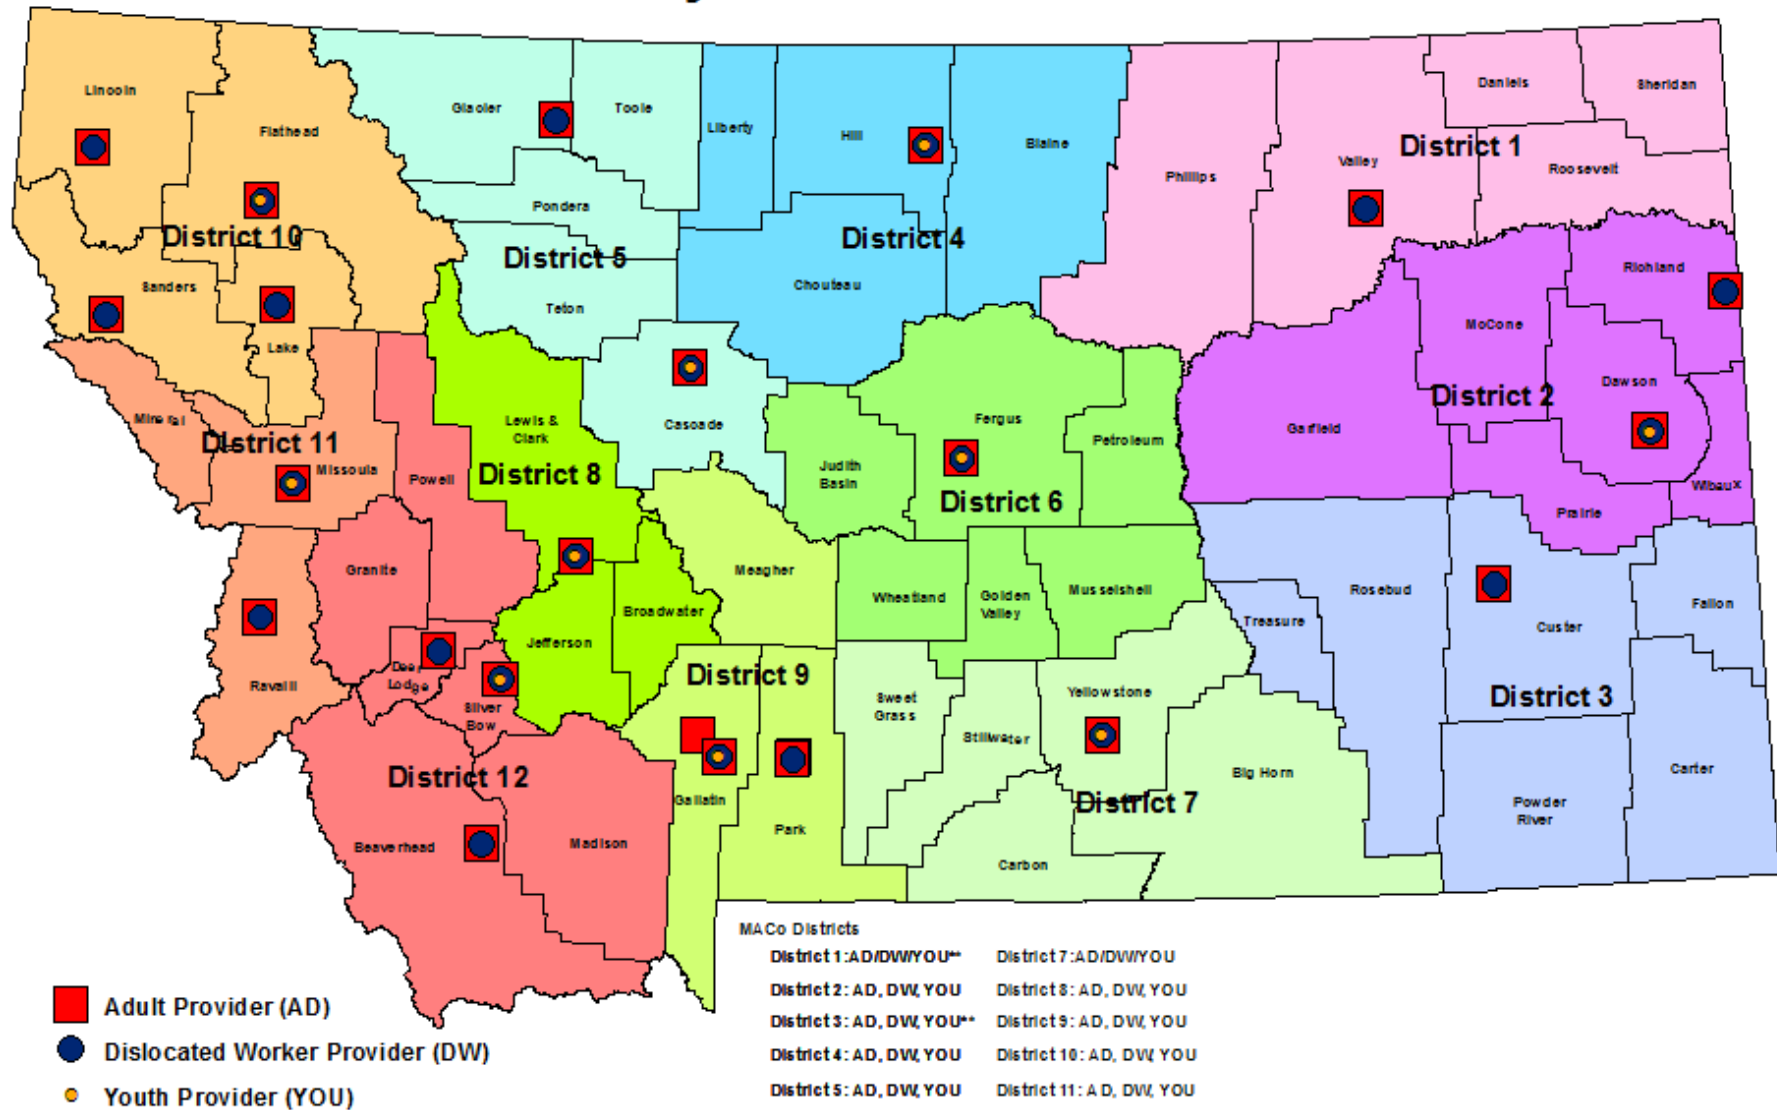 Lincoln
Flathead
Glacier
Toole
Liberty
Hill
Blaine
Phillips
Valley
Daniels
Sheridan
Roosevelt
District 1
District 10
Sanders
Lake
Pondera
District 5
Teton
District 4
Chouteau
Richland
McCone
Dawson
District 2
Garfield
Wibaux
Prairie
Mineral
District 11
Missoula
Powell
Lewis &
Clark
District 8
Cascade
Judith
Basin
Fergus
Petroleum
District 6
Granite
Meagher
Wheatland
Golden
Valley
Musselshell
Broadwater
Jefferson
Treasure
Rosebud
Custer
Fallon
District 3
Ravalli
Deer
Lodge
Silver
Bow
District 9
Sweet
Grass
Yellowstone
Stillwater
Big Horn
District 7
Carter
Powder
River
District 12
Beaverhead
Madison
Gallatin
Park
Carbon
MACo Districts
District 1:AD/DW/YOU** District 7:AD/DW/YOU
District 2: AD, DW, YOU District 8: AD, DW, YOU
District 3: AD, DW, YOU** District 9: AD, DW, YOU
District 4: AD, DW, YOU District 10: AD, DW, YOU
District 5: AD, DW, YOU District 11: AD, DW, YOU
Adult Provider (AD)
Dislocated Worker Provider (DW)
Youth Provider (YOU)